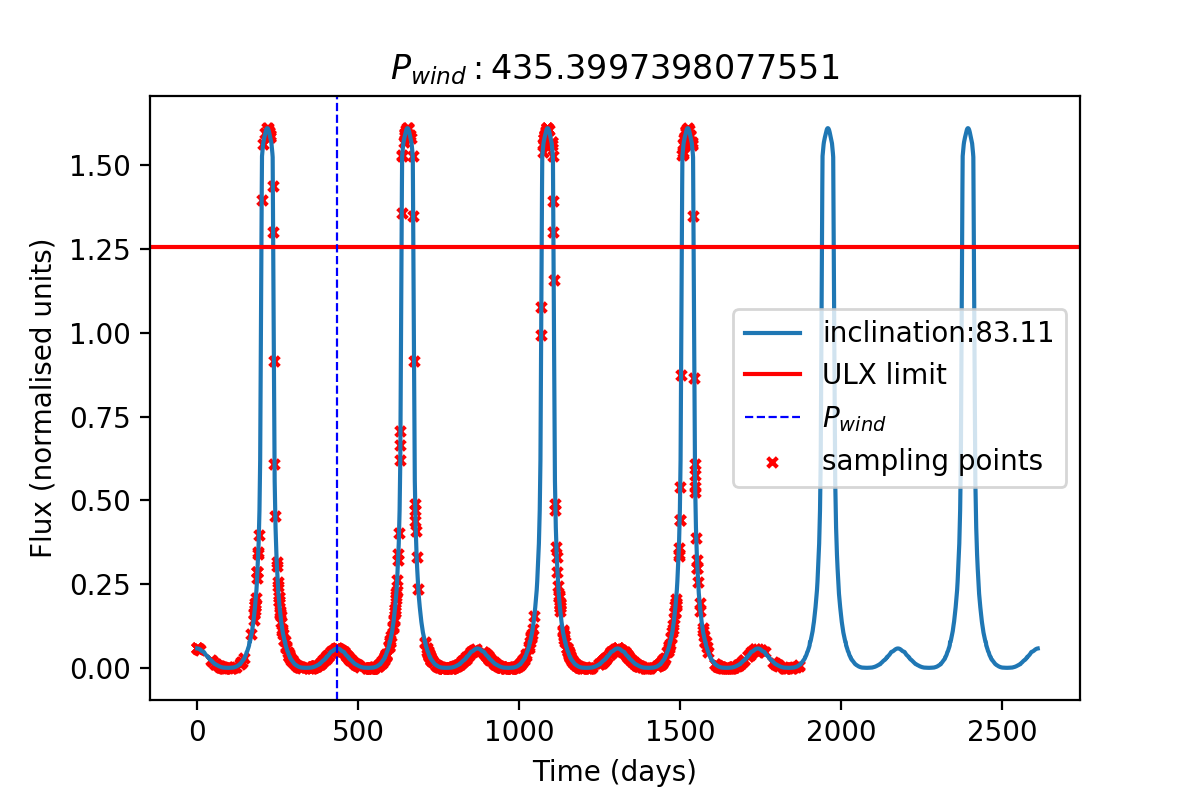 P_wind : 435.3997398077551
Flux (normalised units)
1.50
1.25
1.00
0.75
0.50
0.25
0.00
inclination:83.11
ULX limit
P_wind
sampling points
0
500
1000
1500
2000
2500
Time (days)